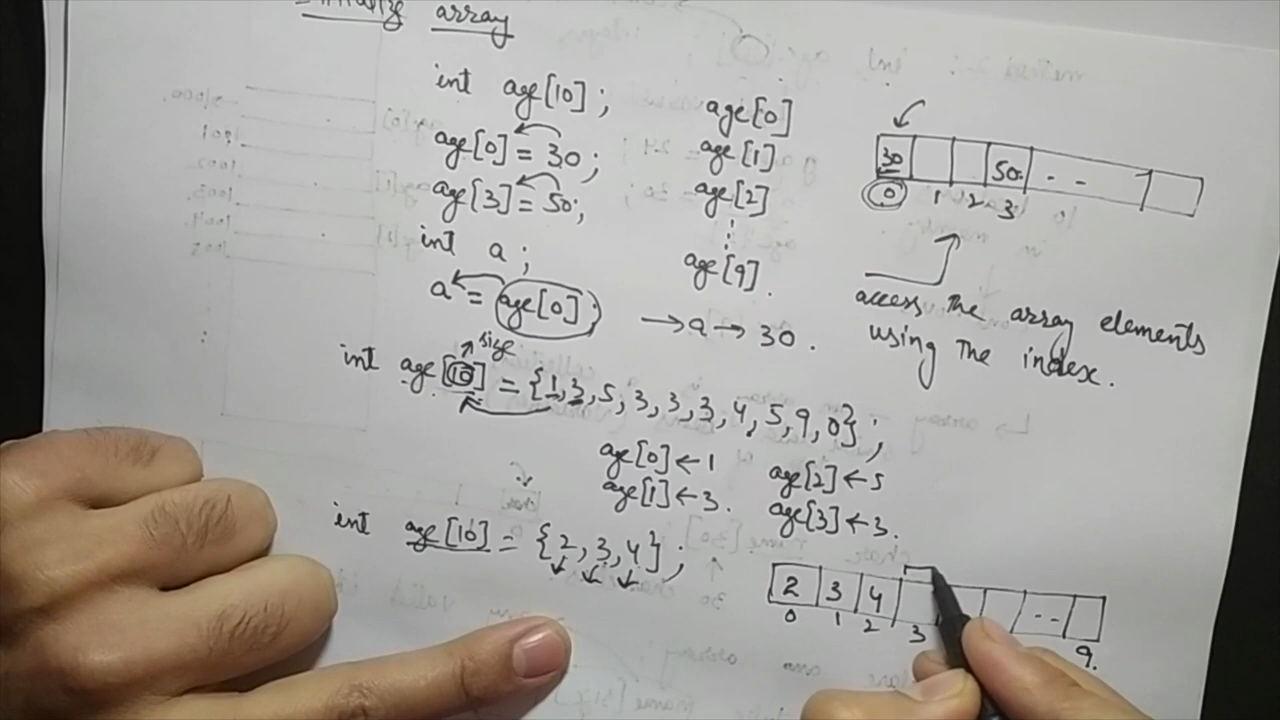 array
int age[10];
age[0] = 30;
age[3] = 50;
int a;
a = age[0];
→ a → 30.
age[0]
age[1]
age[2]
age[9].
30 50 - -
0 1 2 3
access the array elements
using the index.
size
int age[10] = {1,3,5,3,3,3,4,5,9,0};
age[0] ← 1
age[1] ← 3.
age[2] ← 5
age[3] ← 3.
int age[10] = {2,3,4};
2 3 4 - -
0 1 2 3 9.